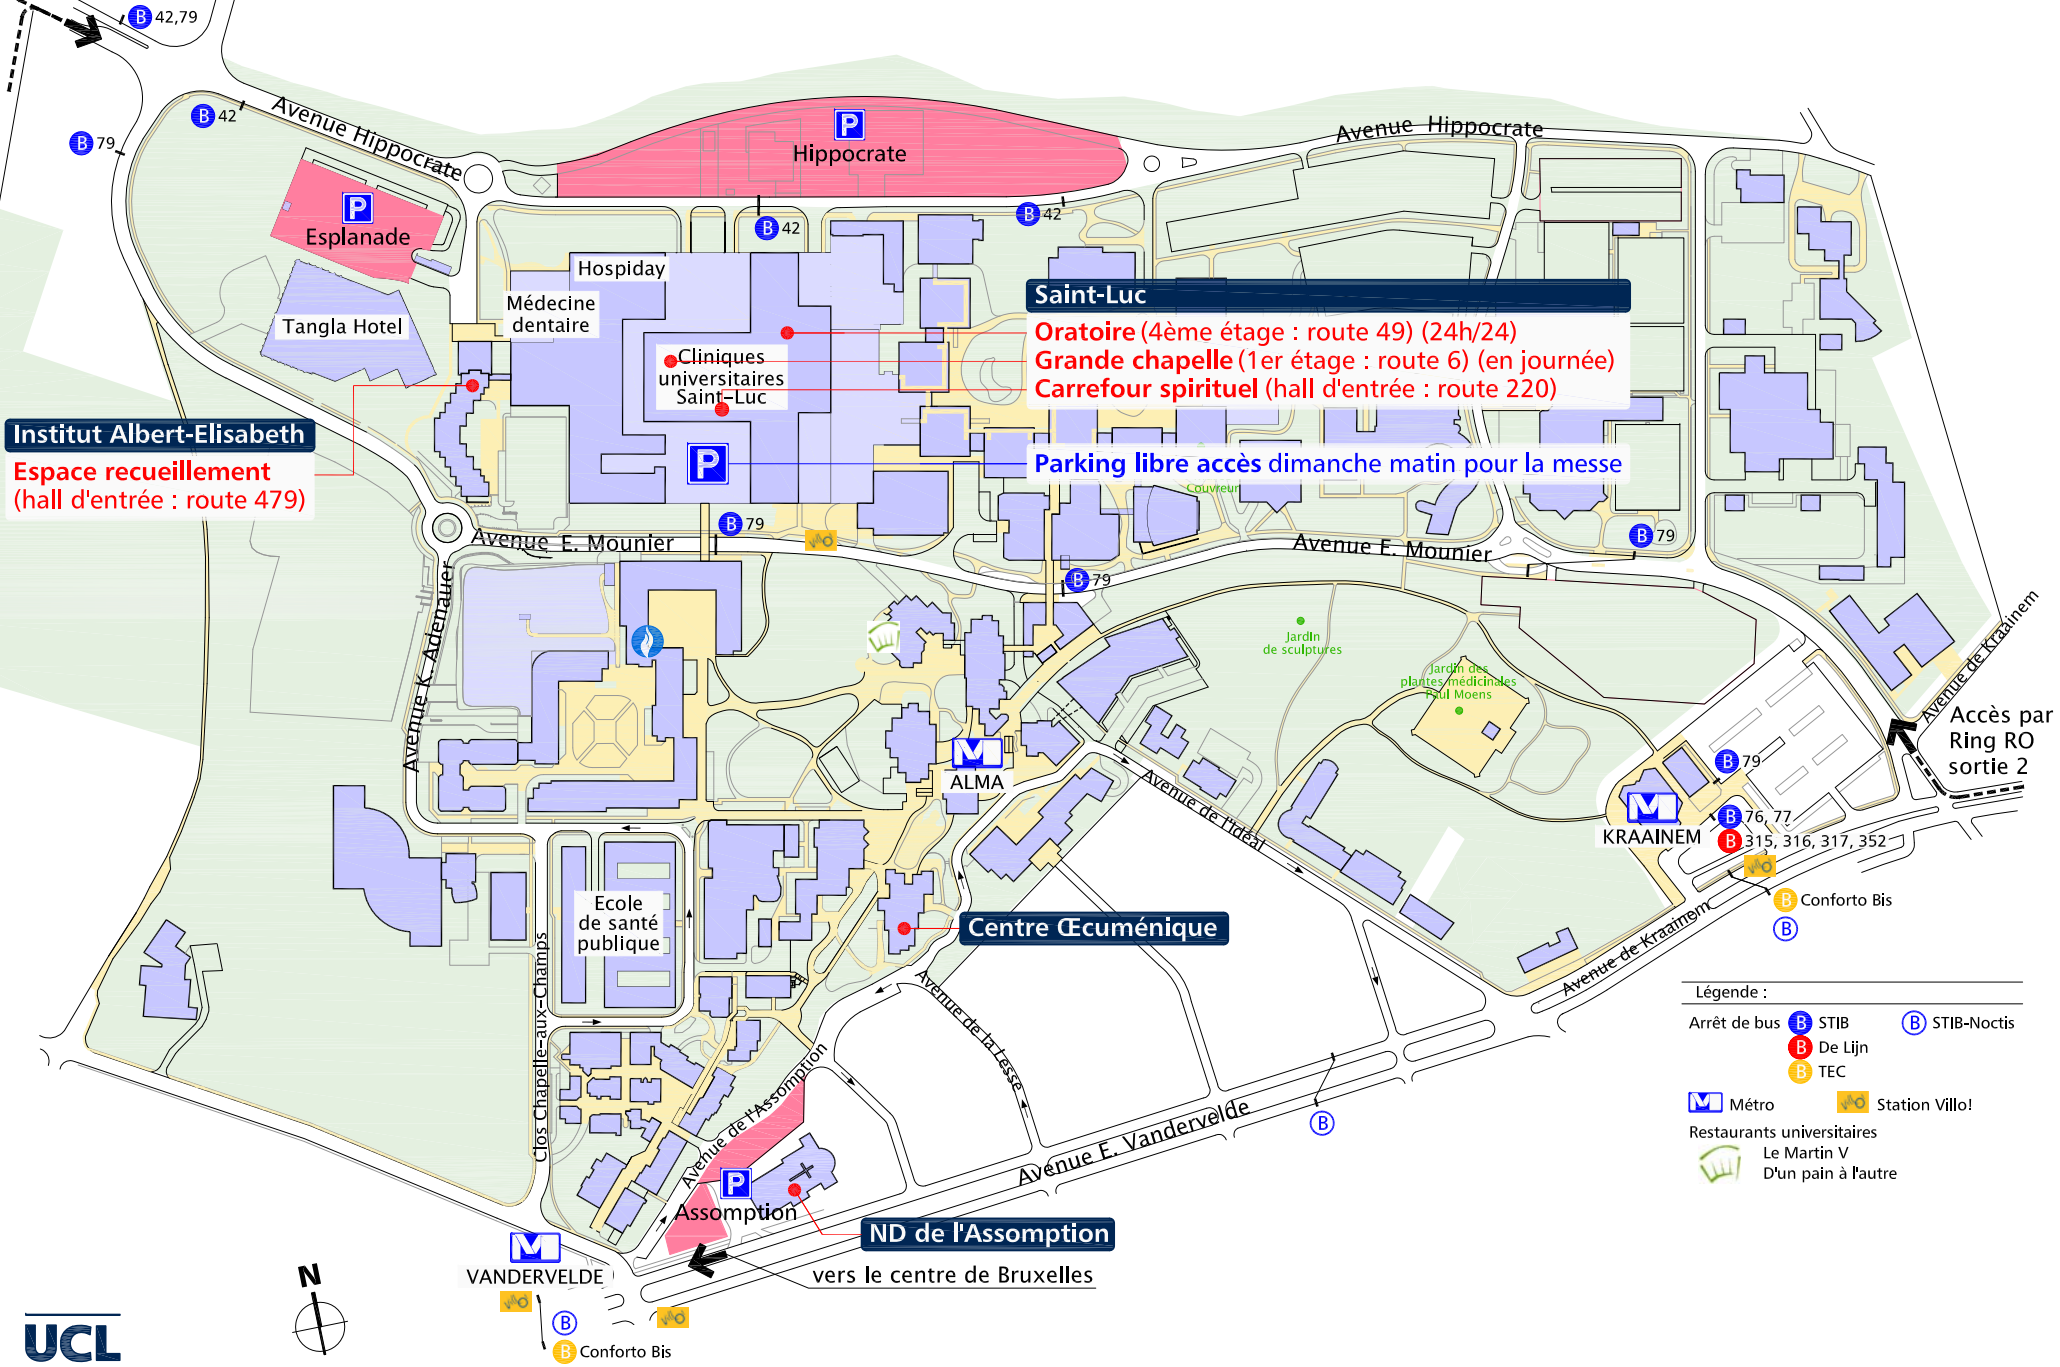 B 42,79
Avenue Hippocrate
B 42
B 79
P
Hippocrate
Avenue Hippocrate
P
Esplanade
B 42
B 42
Hospiday
Médecine
dentaire
Tangla Hotel
Cliniques
universitaires
Saint-Luc
Saint-Luc
Oratoire (4ème étage : route 49) (24h/24)
Grande chapelle (1er étage : route 6) (en journée)
Carrefour spirituel (hall d'entrée : route 220)
Institut Albert-Elisabeth
Espace recueillement
(hall d'entrée : route 479)
P
Parking libre accès dimanche matin pour la messe
Couvreur
B 79
Avenue E. Mounier
Avenue E. Mounier
B 79
B 79
Avenue K. Adenauer
Jardin
de sculptures
Jardin des
plantes médicinales
Paul Moens
Avenue de Kraainem
Accès par
Ring RO
sortie 2
M
ALMA
Avenue de l'Idéal
B 79
M
KRAAINEM
B 76, 77
B 315, 316, 317, 352
B Conforto Bis
B
Ecole
de santé
publique
Centre Œcuménique
Avenue de Kraainem
Clos Chapelle-aux-Champs
Avenue de la Lesse
Avenue de l'Assomption
Avenue E. Vandervelde
B
P
Assomption
ND de l'Assomption
vers le centre de Bruxelles
M
VANDERVELDE
B
B Conforto Bis
N
UCL
Légende :
Arrêt de bus B STIB B STIB-Noctis
B De Lijn
B TEC
M Métro Station Villo!
Restaurants universitaires
Le Martin V
D'un pain à l'autre